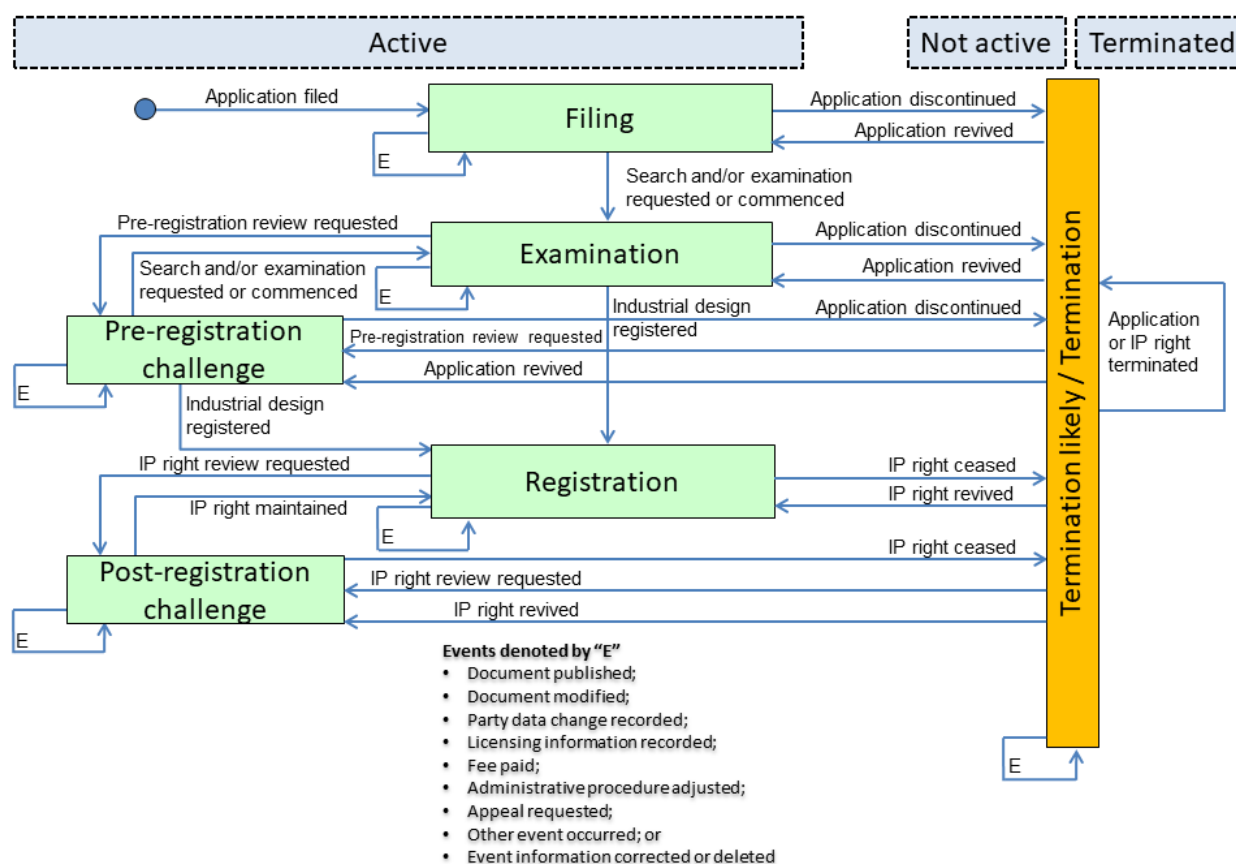 Active
Not active
Terminated
Application filed
Filing
Application discontinued
Application revived
E
Search and/or examination
requested or commenced
Pre-registration review requested
Examination
Application discontinued
Search and/or examination
requested or commenced
E
Application revived
Industrial design
registered
Application discontinued
Pre-registration
challenge
Pre-registration review requested
Application revived
E
Application
or IP right
terminated
Termination likely / Termination
Industrial design
registered
IP right review requested
Registration
IP right ceased
IP right revived
IP right maintained
E
Post-registration
challenge
IP right ceased
IP right review requested
IP right revived
E
Events denoted by “E”
• Document published;
• Document modified;
• Party data change recorded;
• Licensing information recorded;
• Fee paid;
• Administrative procedure adjusted;
• Appeal requested;
• Other event occurred; or
• Event information corrected or deleted
E